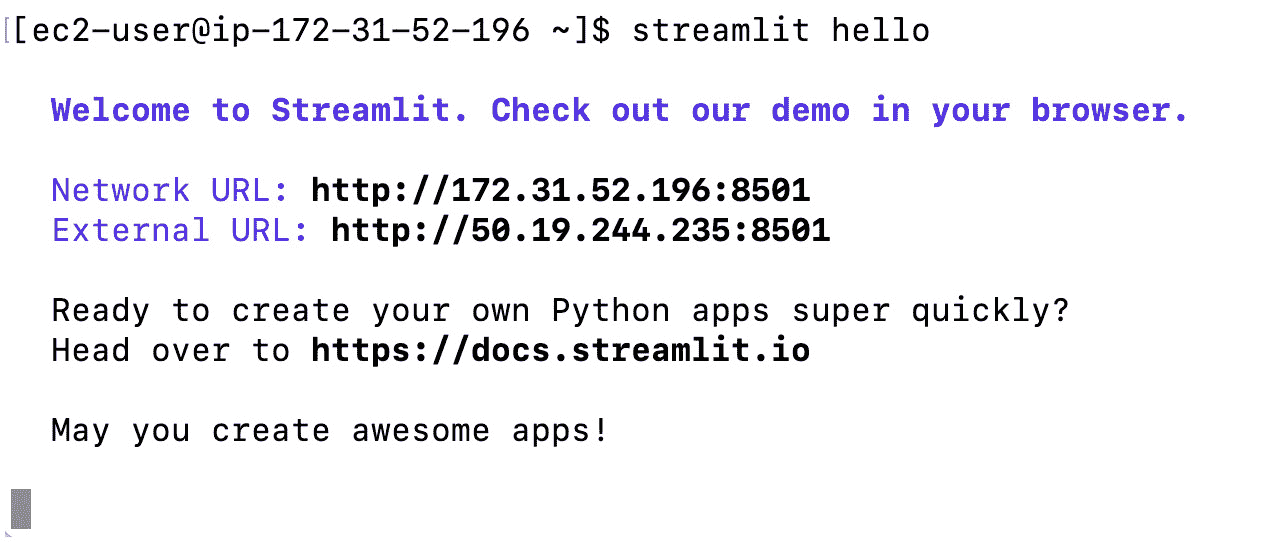 [ec2-user@ip-172-31-52-196 ~]$ streamlit hello
Welcome to Streamlit. Check out our demo in your browser.
Network URL: http://172.31.52.196:8501
External URL: http://50.19.244.235:8501
Ready to create your own Python apps super quickly?
Head over to https://docs.streamlit.io
May you create awesome apps!